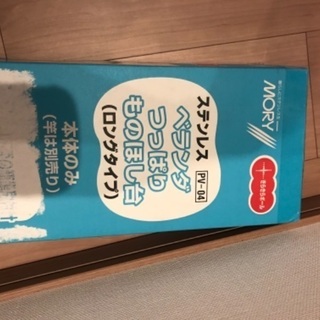 MORY
ステンレス
PV-04
ベランダ
つっぱり
ものほし台
(ロングタイプ)
本体のみ
(竿は別売り)